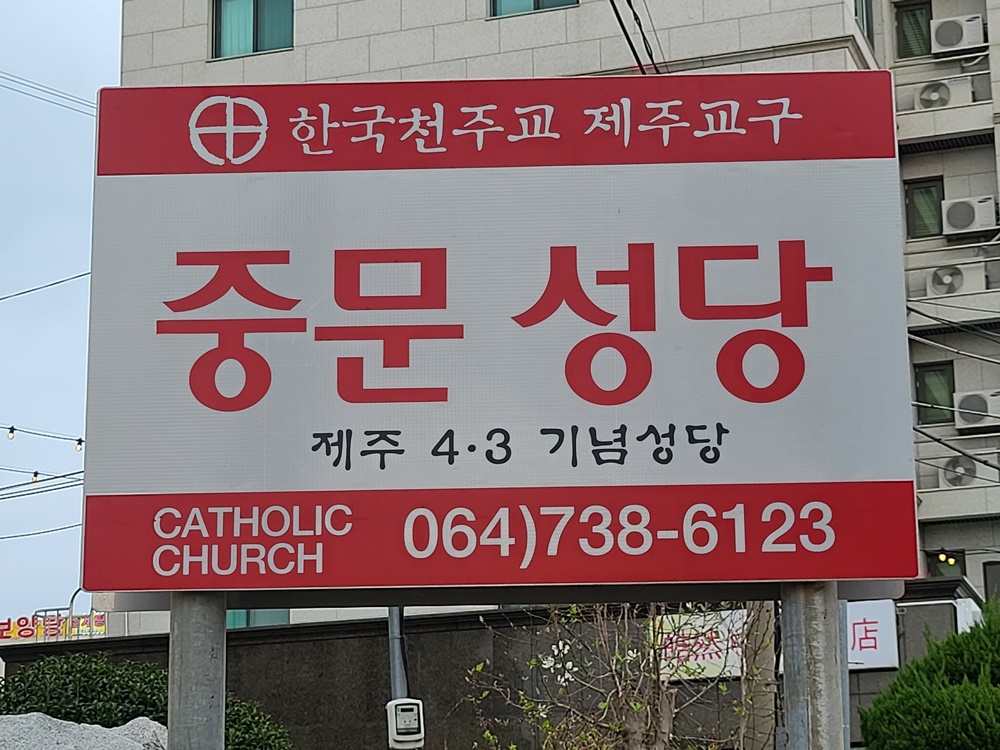 한국천주교 제주교구
중문 성당
제주 4·3 기념성당
CATHOLIC
CHURCH
064)738-6123
店